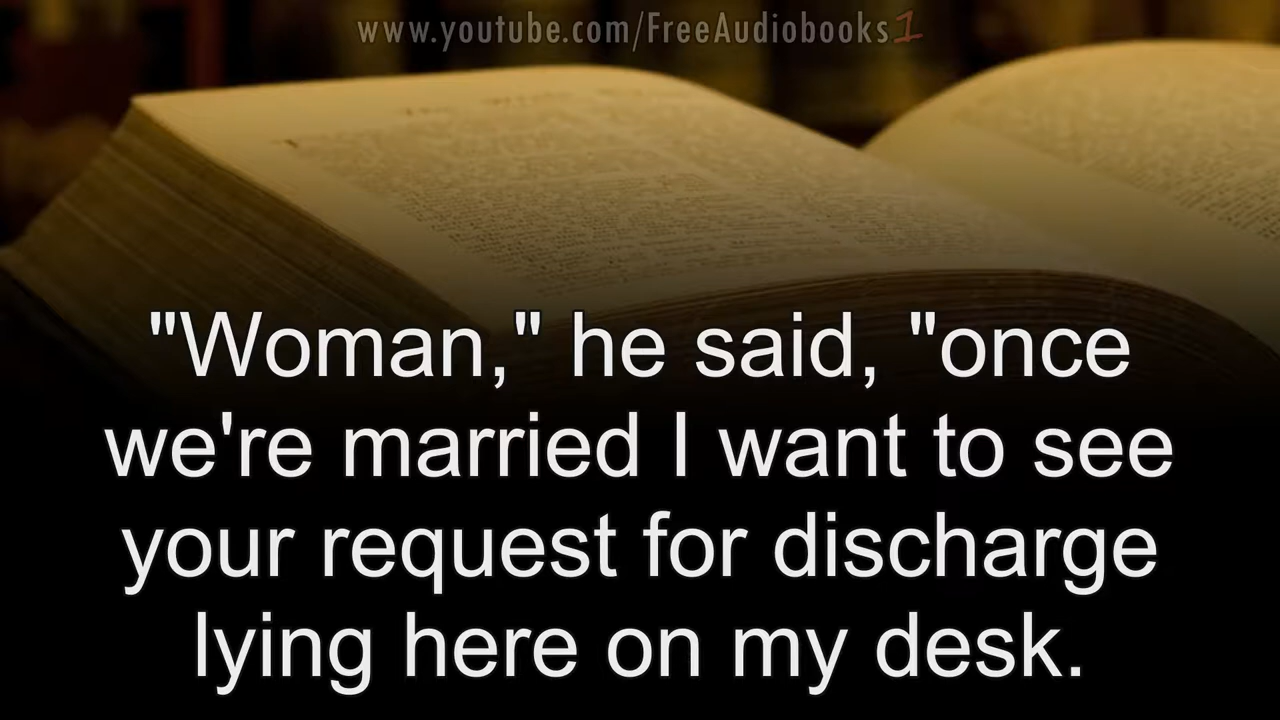 www.youtube.com/FreeAudiobooks1
"Woman," he said, "once
we're married I want to see
your request for discharge
lying here on my desk.